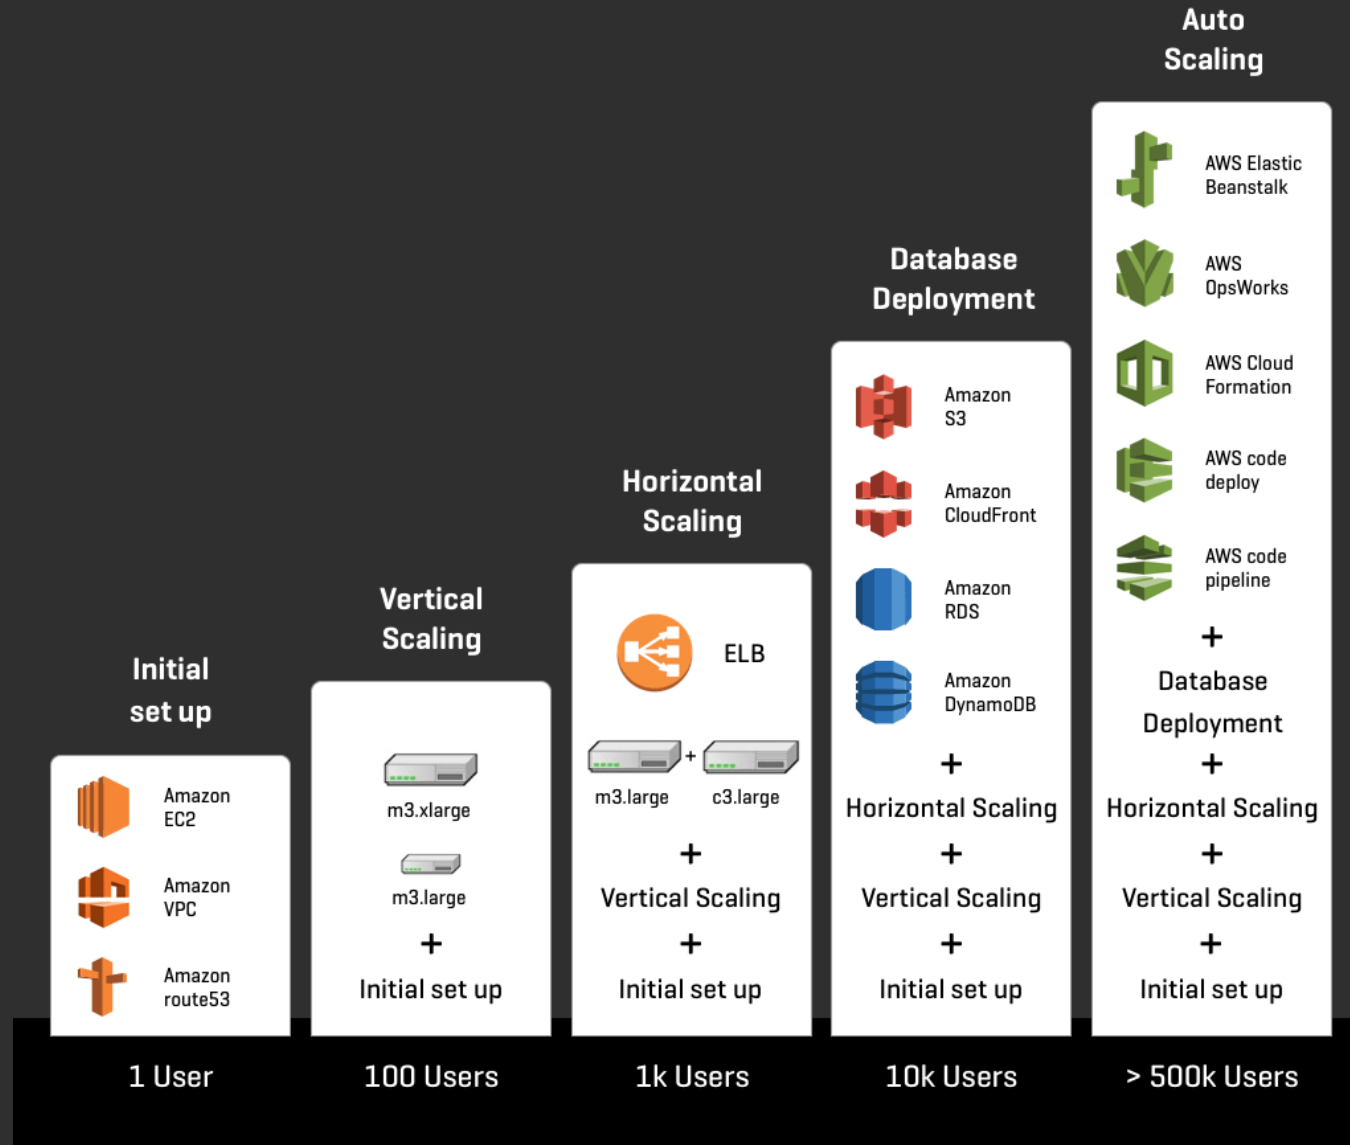 Initial
set up
Amazon
EC2
Amazon
VPC
Amazon
route53
1 User
Vertical
Scaling
m3.xlarge
m3.large
+
Initial set up
100 Users
Horizontal
Scaling
ELB
+
m3.large
c3.large
+
Vertical Scaling
+
Initial set up
1k Users
Database
Deployment
Amazon
S3
Amazon
CloudFront
Amazon
RDS
Amazon
DynamoDB
+
Horizontal Scaling
+
Vertical Scaling
+
Initial set up
10k Users
Auto
Scaling
AWS Elastic
Beanstalk
AWS
OpsWorks
AWS Cloud
Formation
AWS code
deploy
AWS code
pipeline
+
Database
Deployment
+
Horizontal Scaling
+
Vertical Scaling
+
Initial set up
> 500k Users